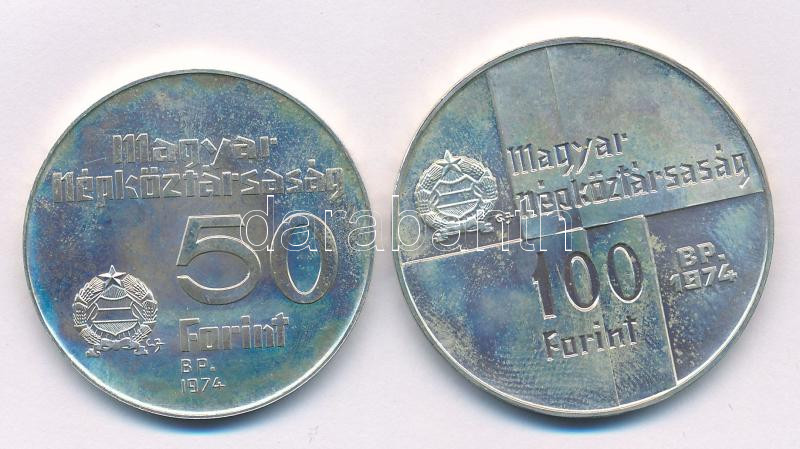 Magyar
Népköztársaság
50
Forint
BP.
1974
Magyar
népköztársaság
100
Forint
BP.
1974
darabanth